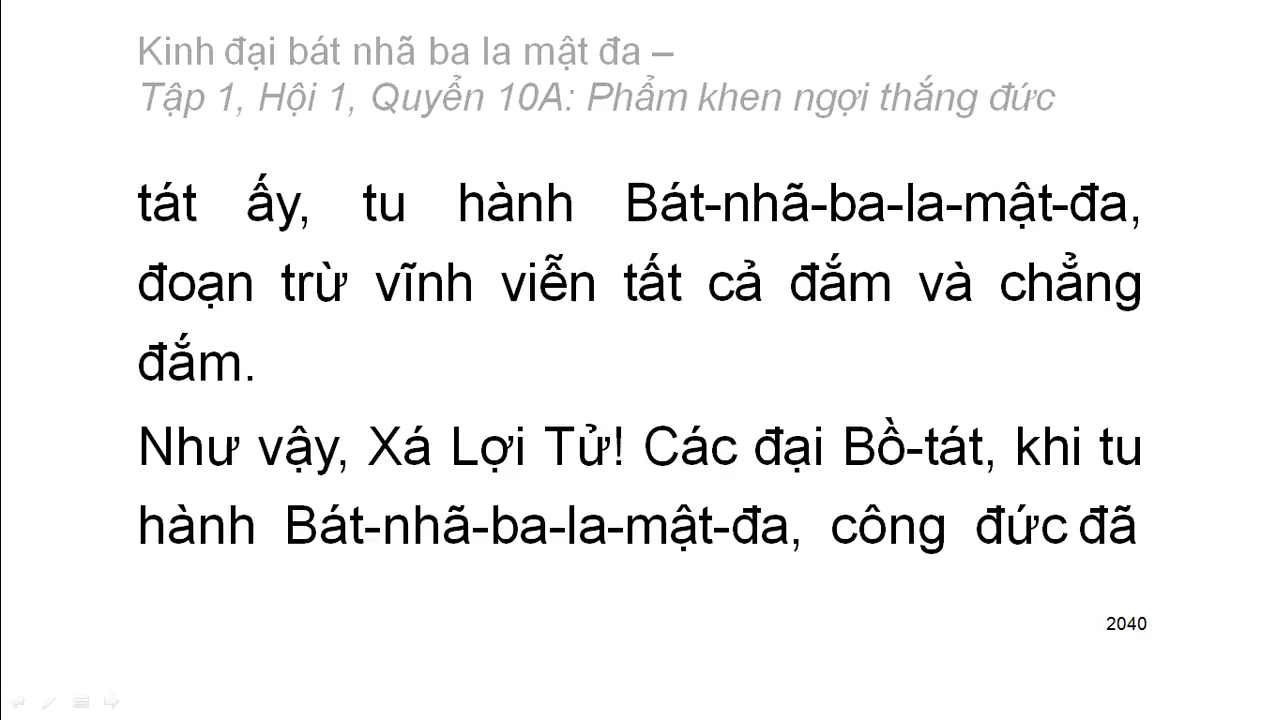 Kinh đại bát nhã ba la mật đa –
Tập 1, Hội 1, Quyển 10A: Phẩm khen ngợi thắng đức
tát ấy, tu hành Bát-nhã-ba-la-mật-đa,
đoạn trừ vĩnh viễn tất cả đắm và chẳng
đắm.
Như vậy, Xá Lợi Tử! Các đại Bồ-tát, khi tu
hành Bát-nhã-ba-la-mật-đa, công đức đã
2040